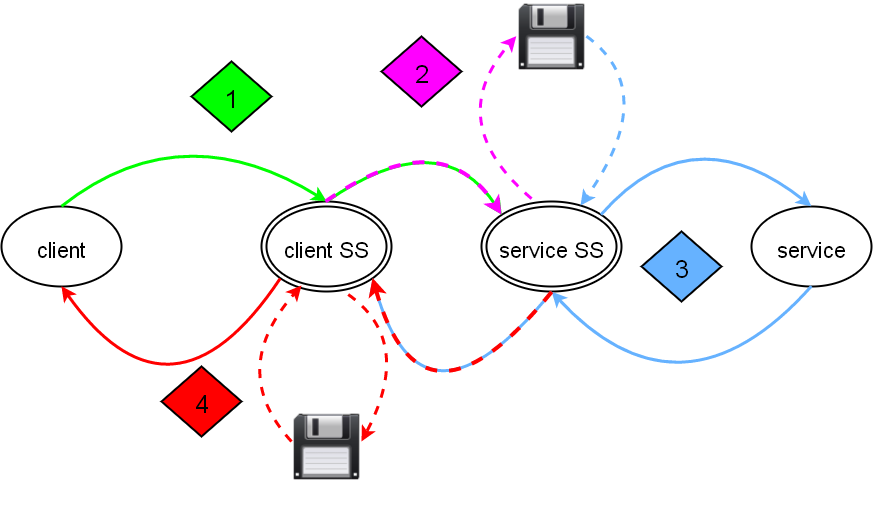 1
2
client
client SS
service SS
service
3
4